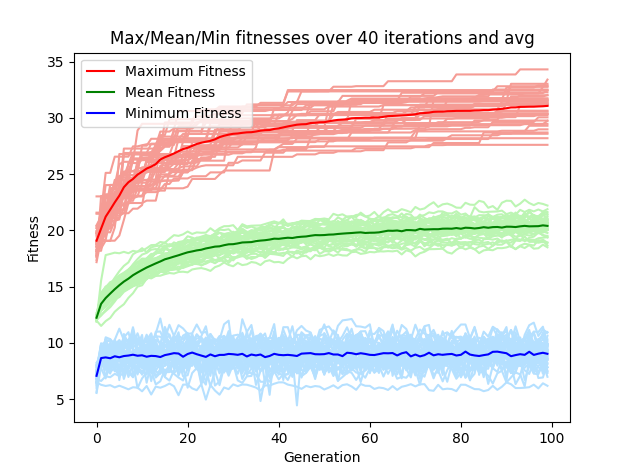 Max/Mean/Min fitnesses over 40 iterations and avg
Maximum Fitness
Mean Fitness
Minimum Fitness
35
30
25
20
15
10
5
Fitness
0 20 40 60 80 100
Generation